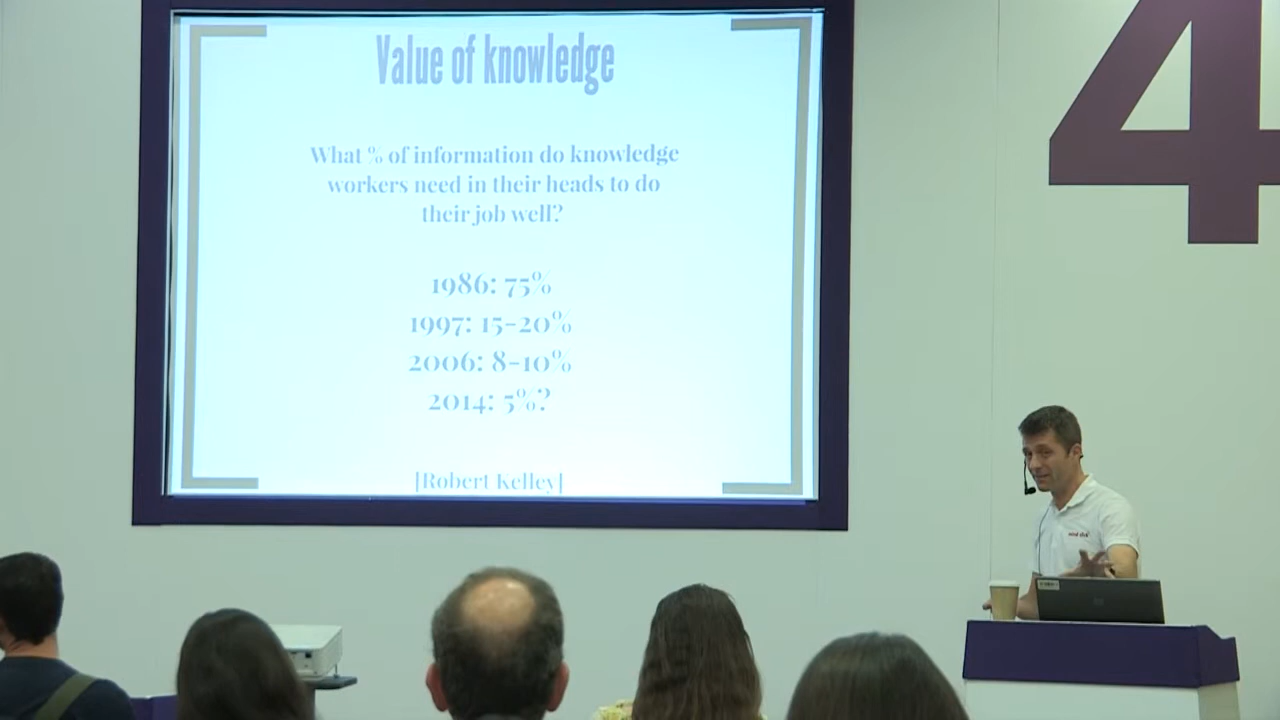 Value of knowledge
What % of information do knowledge
workers need in their heads to do
their job well?
1986: 75%
1997: 15-20%
2006: 8-10%
2014: 5%?
[Robert Kelley]
4